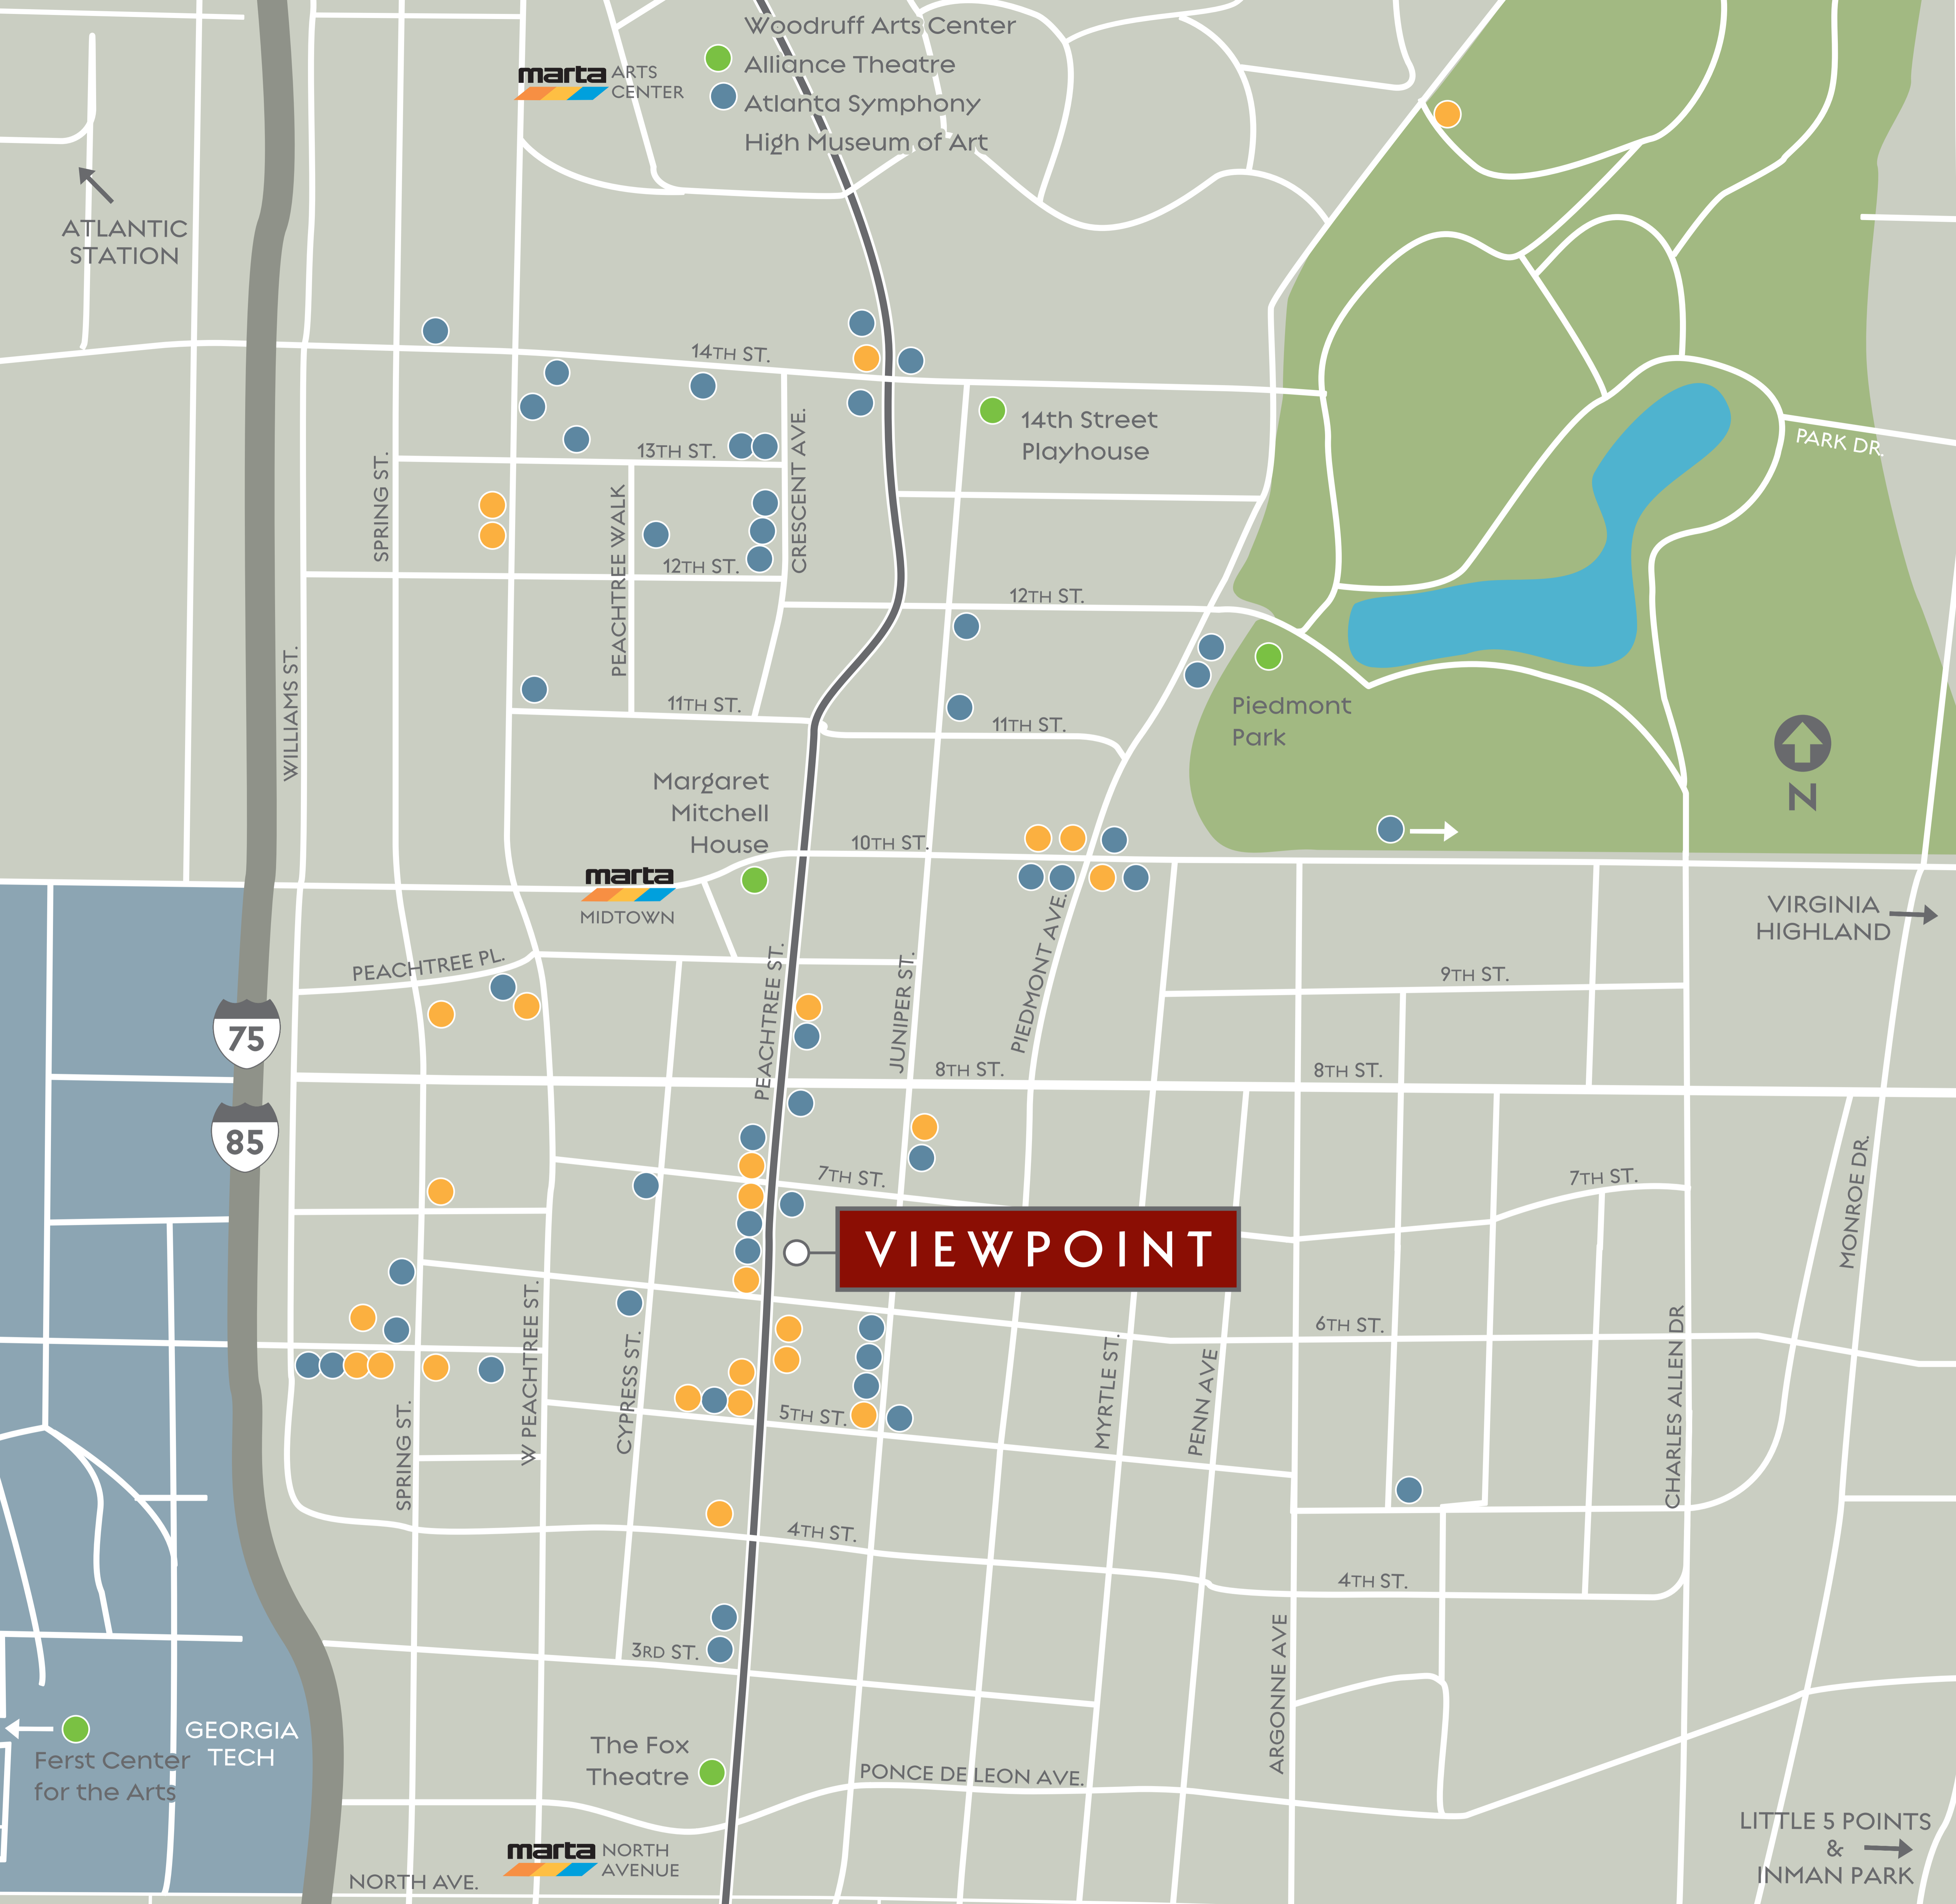 Woodruff Arts Center
Alliance Theatre
Atlanta Symphony
High Museum of Art
marta ARTS
CENTER
ATLANTIC
STATION
14TH ST.
14th Street
Playhouse
13TH ST.
CRESCENT AVE.
SPRING ST.
PEACHTREE WALK
PARK DR.
12TH ST.
12TH ST.
WILLIAMS ST.
11TH ST.
11TH ST.
Piedmont
Park
N
Margaret
Mitchell
House
10TH ST.
marta
MIDTOWN
VIRGINIA
HIGHLAND
PEACHTREE PL.
PEACHTREE ST.
JUNIPER ST.
PIEDMONT AVE.
9TH ST.
75
8TH ST.
8TH ST.
85
7TH ST.
7TH ST.
MONROE DR.
VIEWPOINT
W PEACHTREE ST.
CYPRESS ST.
6TH ST.
MYRTLE ST.
PENN AVE
CHARLES ALLEN DR
SPRING ST.
5TH ST.
4TH ST.
4TH ST.
3RD ST.
ARGONNE AVE
GEORGIA
TECH
Ferst Center
for the Arts
The Fox
Theatre
PONCE DE LEON AVE.
LITTLE 5 POINTS
&
INMAN PARK
marta NORTH
AVENUE
NORTH AVE.